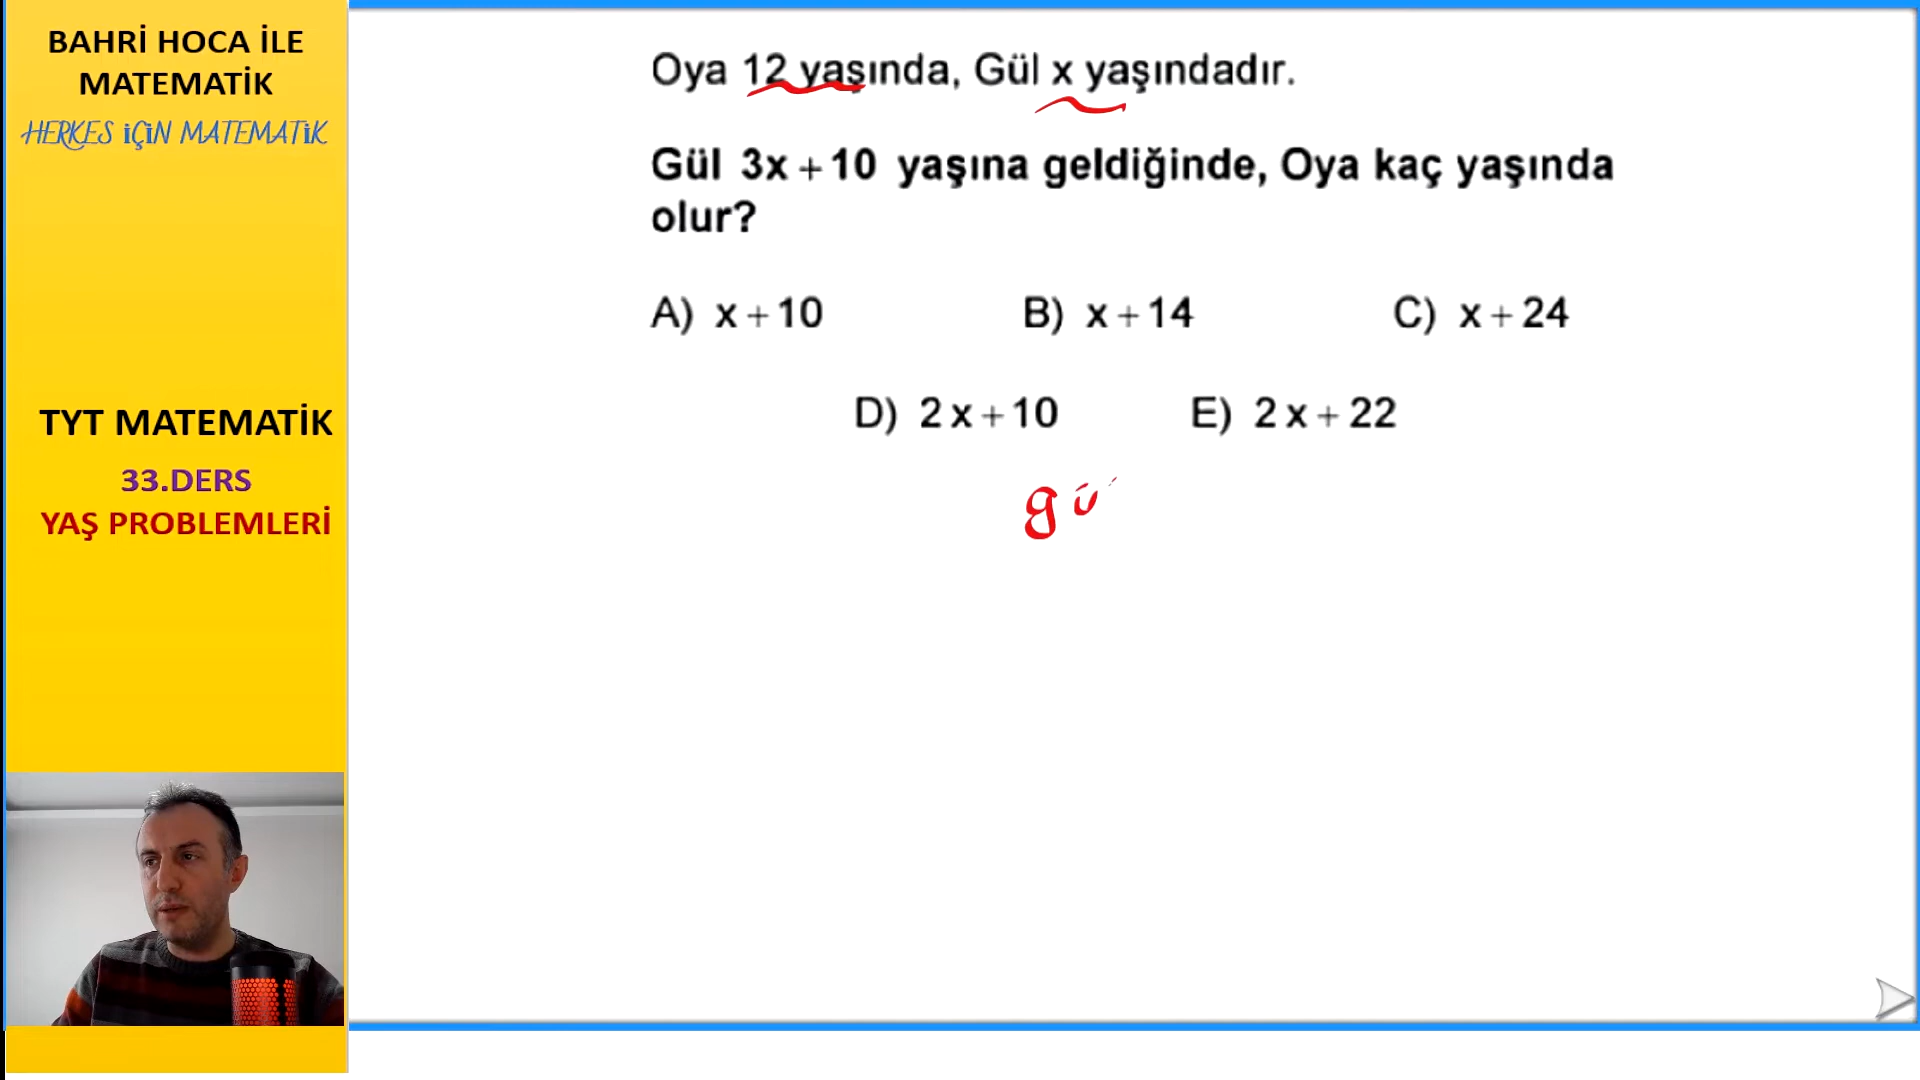 BAHRİ HOCA İLE
MATEMATİK
HERKES İÇİN MATEMATİK
TYT MATEMATİK
33.DERS
YAŞ PROBLEMLERİ
Oya 12 yaşında, Gül x yaşındadır.
Gül 3x + 10 yaşına geldiğinde, Oya kaç yaşında
olur?
A) x + 10 B) x + 14 C) x + 24
D) 2x + 10 E) 2x + 22
gü